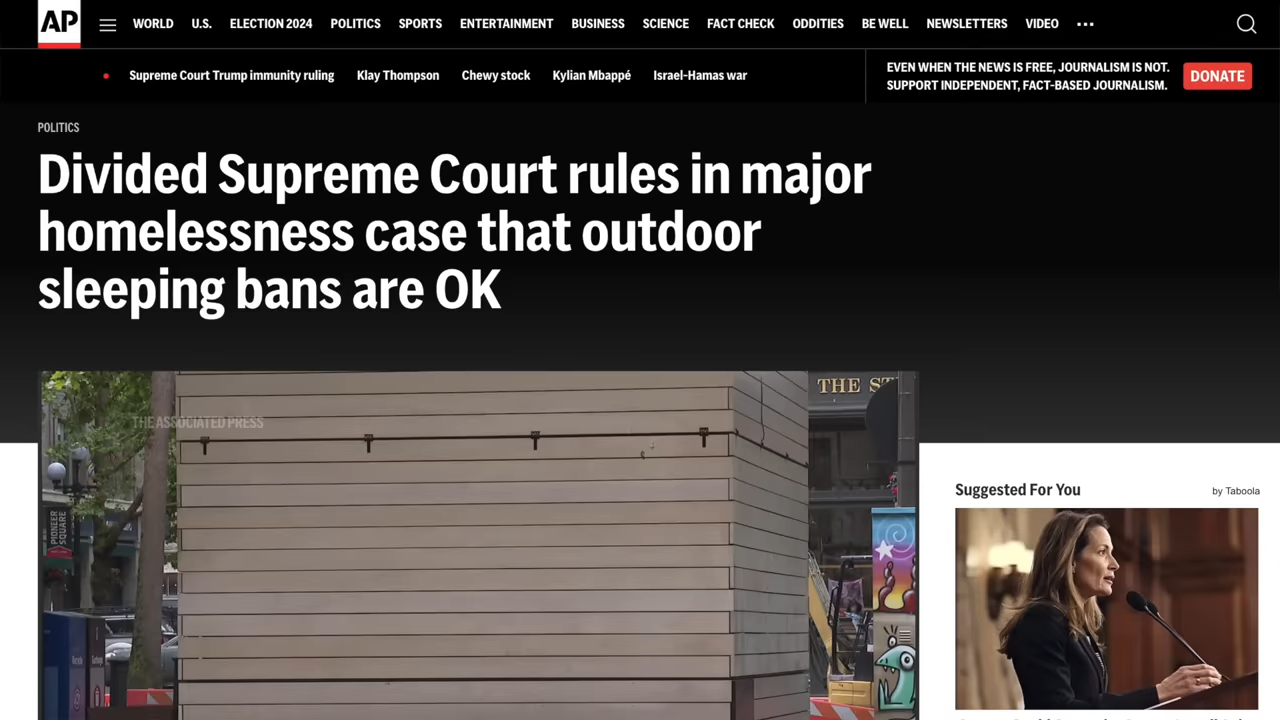 AP
WORLD U.S. ELECTION 2024 POLITICS SPORTS ENTERTAINMENT BUSINESS SCIENCE FACT CHECK ODDITIES BE WELL NEWSLETTERS VIDEO ...
Supreme Court Trump immunity ruling Klay Thompson Chewy stock Kylian Mbappé Israel-Hamas war
EVEN WHEN THE NEWS IS FREE, JOURNALISM IS NOT.
SUPPORT INDEPENDENT, FACT-BASED JOURNALISM.
DONATE
POLITICS
Divided Supreme Court rules in major
homelessness case that outdoor
sleeping bans are OK
THE ST
THE ASSOCIATED PRESS
PIONEER
SQUARE
Suggested For You
by Taboola